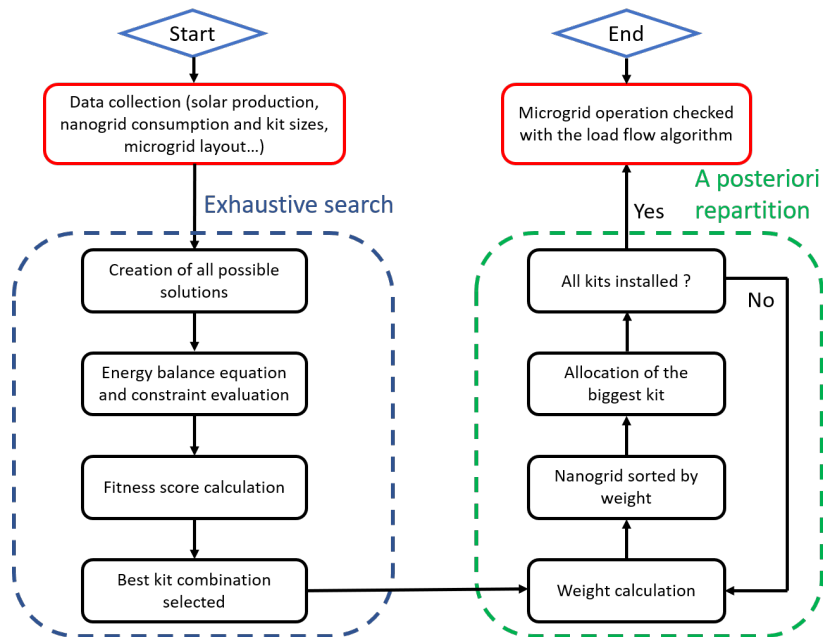 Start
Data collection (solar production,
nanogrid consumption and kit sizes,
microgrid layout...)
Exhaustive search
Creation of all possible
solutions
Energy balance equation
and constraint evaluation
Fitness score calculation
Best kit combination
selected
End
Microgrid operation checked
with the load flow algorithm
A posteriori
repartition
Yes
All kits installed ?
No
Allocation of the
biggest kit
Nanogrid sorted by
weight
Weight calculation